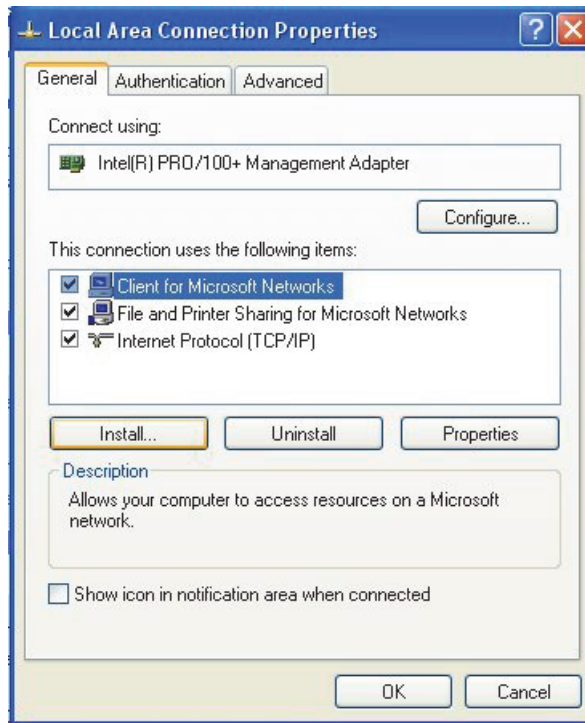 Local Area Connection Properties
General Authentication Advanced
Connect using:
Intel(R) PRO/100+ Management Adapter
Configure...
This connection uses the following items:
Client for Microsoft Networks
File and Printer Sharing for Microsoft Networks
Internet Protocol (TCP/IP)
Install... Uninstall Properties
Description
Allows your computer to access resources on a Microsoft
network.
Show icon in notification area when connected
OK Cancel